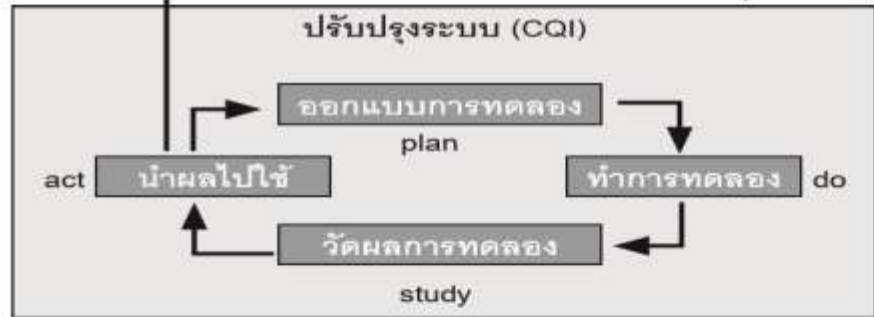 ปรับปรุงระบบ (CQI)
ออกแบบการทดลอง
plan
act นำผลไปใช้ ทำการทดลอง do
วัดผลการทดลอง
study